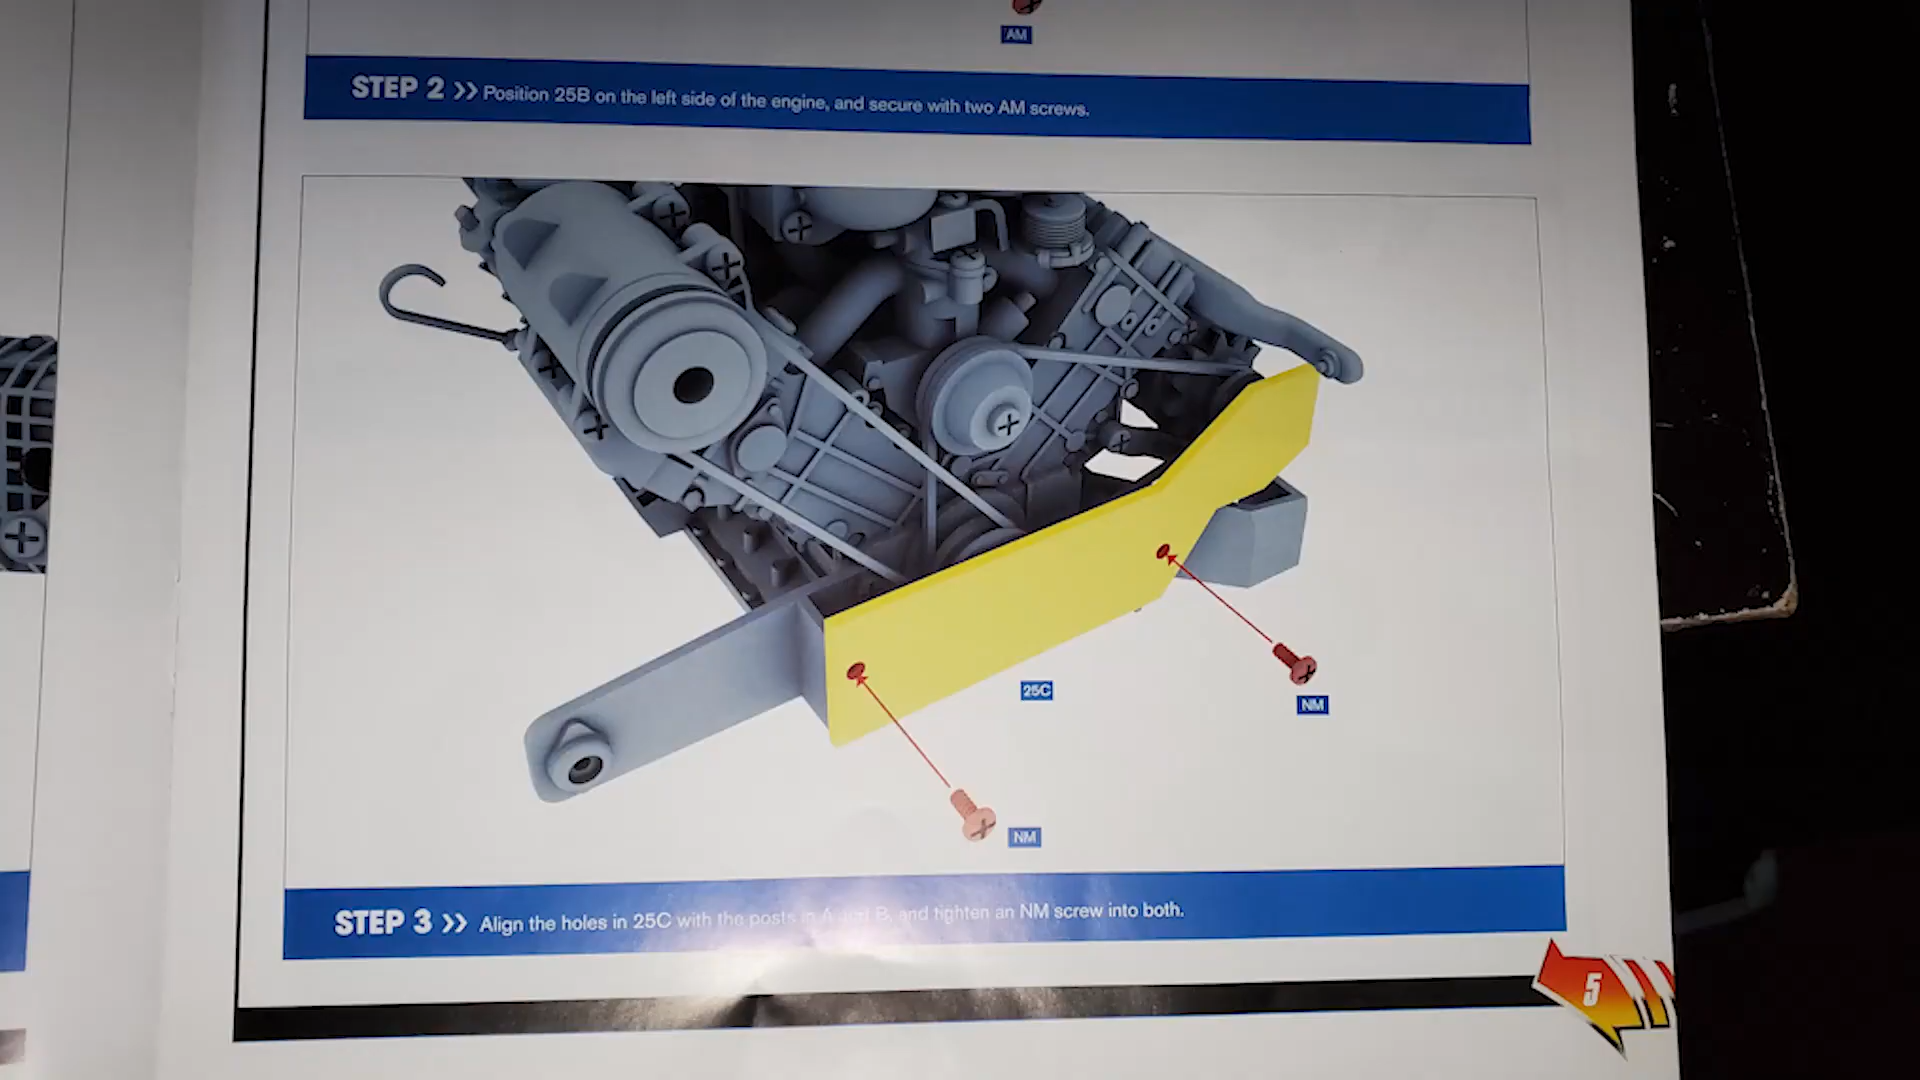 AM
STEP 2 >> Position 25B on the left side of the engine, and secure with two AM screws.
25C
NM
NM
STEP 3 >> Align the holes in 25C with the posts in A and B, and tighten an NM screw into both.
5